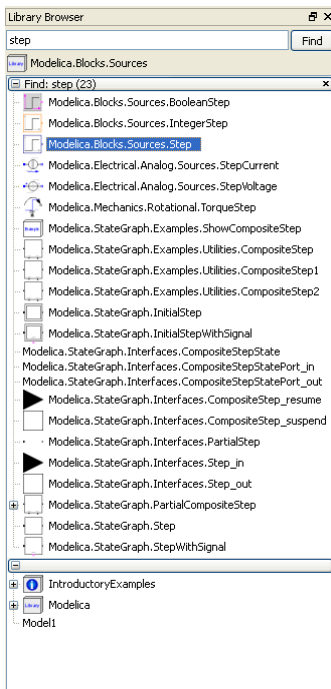 Library Browser
step
Find
Library
Modelica.Blocks.Sources
Find: step (23)
Modelica.Blocks.Sources.BooleanStep
Modelica.Blocks.Sources.IntegerStep
Modelica.Blocks.Sources.Step
Modelica.Electrical.Analog.Sources.StepCurrent
Modelica.Electrical.Analog.Sources.StepVoltage
Modelica.Mechanics.Rotational.TorqueStep
Modelica.StateGraph.Examples.ShowCompositeStep
Modelica.StateGraph.Examples.Utilities.CompositeStep
Modelica.StateGraph.Examples.Utilities.CompositeStep1
Modelica.StateGraph.Examples.Utilities.CompositeStep2
Modelica.StateGraph.InitialStep
Modelica.StateGraph.InitialStepWithSignal
Modelica.StateGraph.Interfaces.CompositeStepState
Modelica.StateGraph.Interfaces.CompositeStepStatePort_in
Modelica.StateGraph.Interfaces.CompositeStepStatePort_out
Modelica.StateGraph.Interfaces.CompositeStep_resume
Modelica.StateGraph.Interfaces.CompositeStep_suspend
Modelica.StateGraph.Interfaces.PartialStep
Modelica.StateGraph.Interfaces.Step_in
Modelica.StateGraph.Interfaces.Step_out
Modelica.StateGraph.PartialCompositeStep
Modelica.StateGraph.Step
Modelica.StateGraph.StepWithSignal
IntroductoryExamples
Library
Modelica
Model1